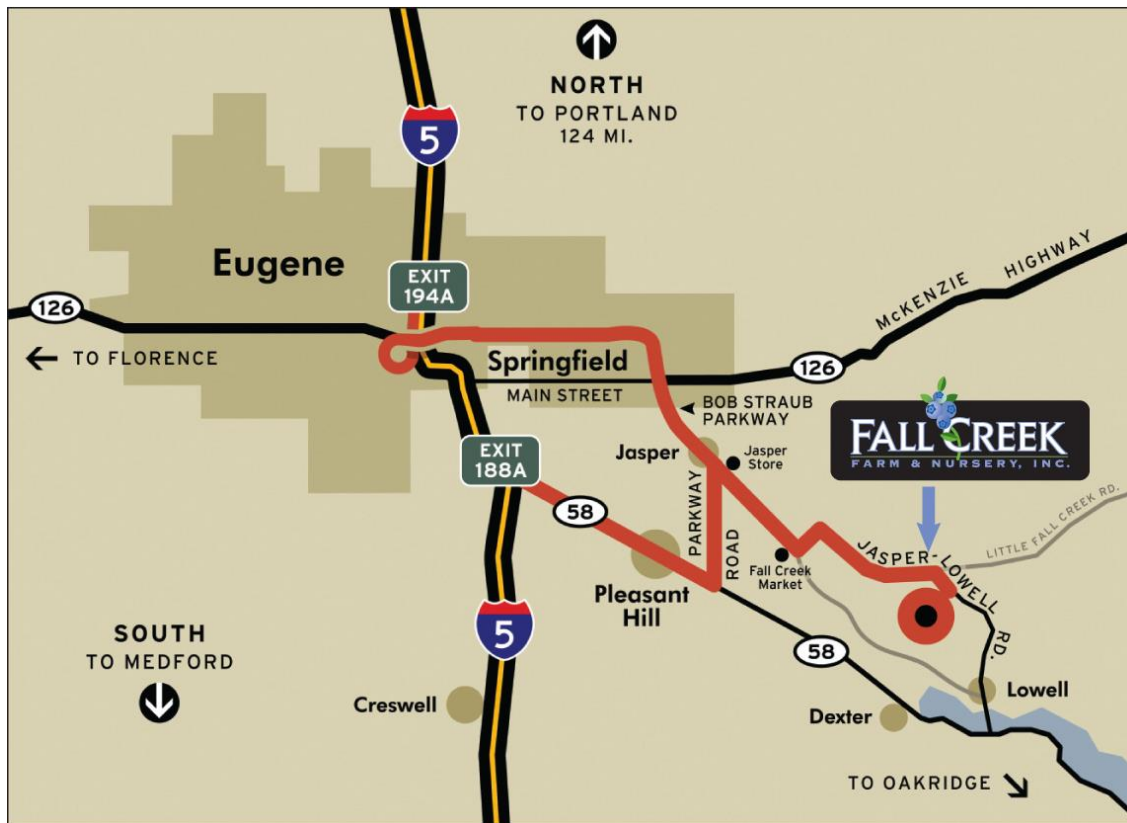 NORTH
TO PORTLAND
124 MI.
5
Eugene
EXIT
194A
McKENZIE HIGHWAY
126
TO FLORENCE
Springfield
MAIN STREET
126
BOB STRAUB
PARKWAY
FALL CREEK
FARM & NURSERY, INC.
Jasper
Jasper
Store
EXIT
188A
58
PARKWAY
ROAD
LITTLE FALL CREEK RD.
JASPER-LOWELL
RD.
Fall Creek
Market
Pleasant
Hill
SOUTH
TO MEDFORD
5
58
Creswell
Lowell
Dexter
TO OAKRIDGE